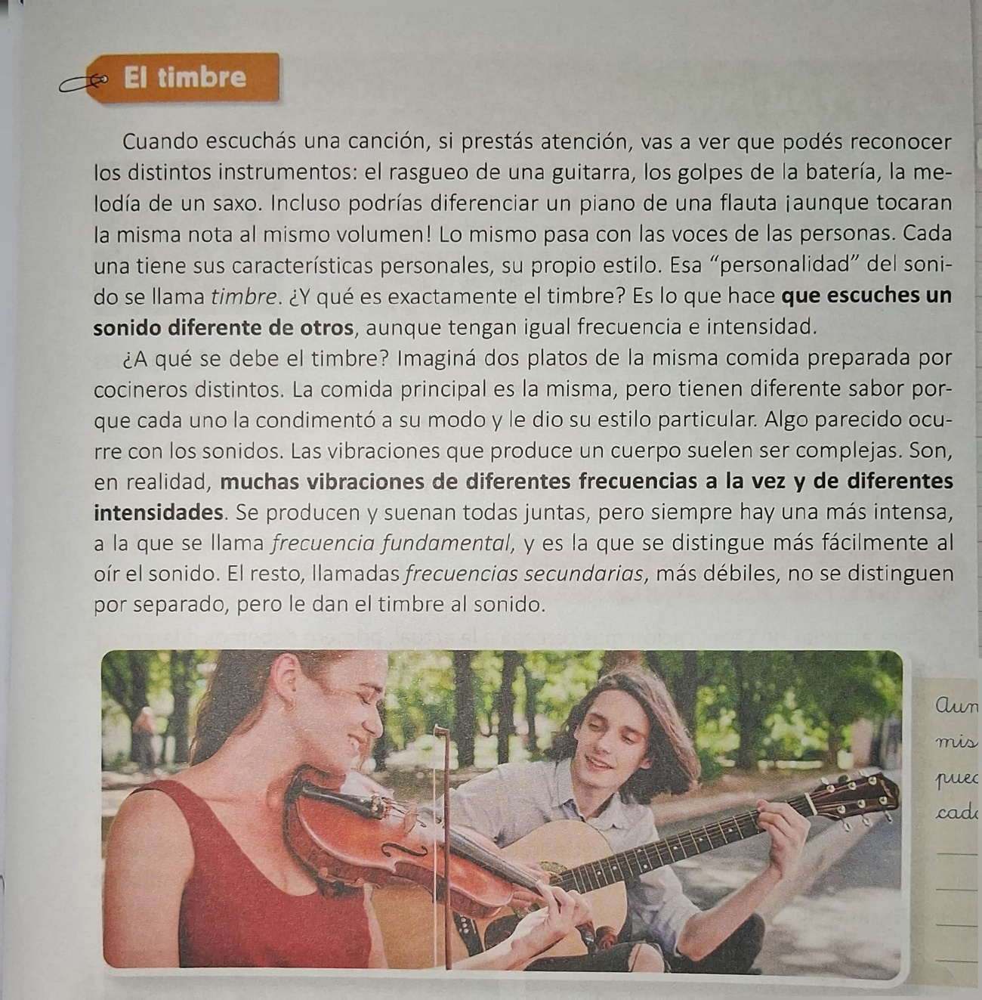 El timbre
Cuando escuchás una canción, si prestás atención, vas a ver que podés reconocer
los distintos instrumentos: el rasgueo de una guitarra, los golpes de la batería, la me-
lodía de un saxo. Incluso podrías diferenciar un piano de una flauta ¡aunque tocaran
la misma nota al mismo volumen! Lo mismo pasa con las voces de las personas. Cada
una tiene sus características personales, su propio estilo. Esa “personalidad” del soni-
do se llama timbre. ¿Y qué es exactamente el timbre? Es lo que hace que escuches un
sonido diferente de otros, aunque tengan igual frecuencia e intensidad.
¿A qué se debe el timbre? Imaginá dos platos de la misma comida preparada por
cocineros distintos. La comida principal es la misma, pero tienen diferente sabor por-
que cada uno la condimentó a su modo y le dio su estilo particular. Algo parecido ocu-
rre con los sonidos. Las vibraciones que produce un cuerpo suelen ser complejas. Son,
en realidad, muchas vibraciones de diferentes frecuencias a la vez y de diferentes
intensidades. Se producen y suenan todas juntas, pero siempre hay una más intensa,
a la que se llama frecuencia fundamental, y es la que se distingue más fácilmente al
oír el sonido. El resto, llamadas frecuencias secundarias, más débiles, no se distinguen
por separado, pero le dan el timbre al sonido.
Aun
mis
pue
cad